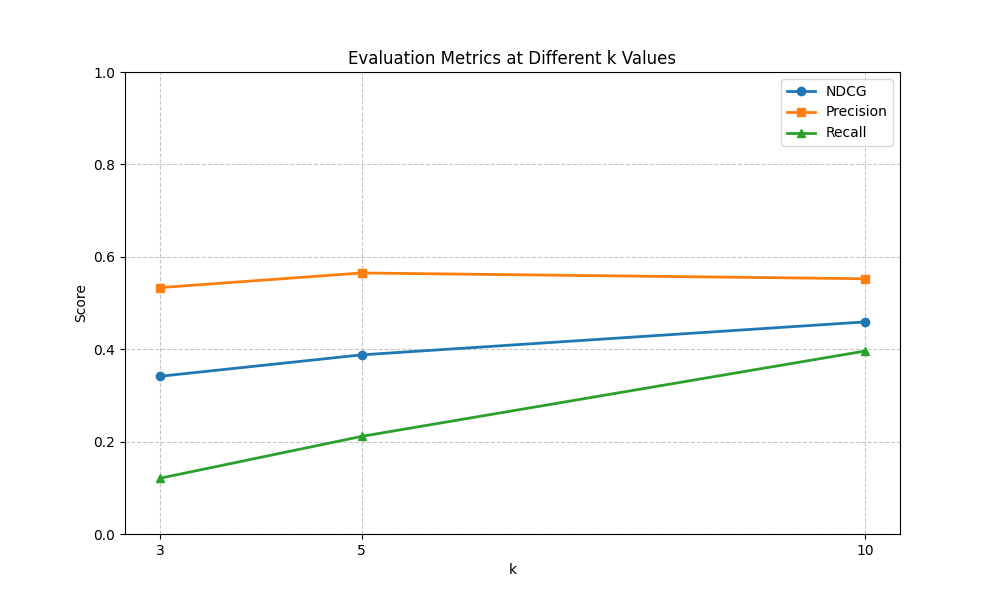 Evaluation Metrics at Different k Values
1.0
0.8
0.6
0.4
0.2
0.0
Score
NDCG
Precision
Recall
3
5
10
k